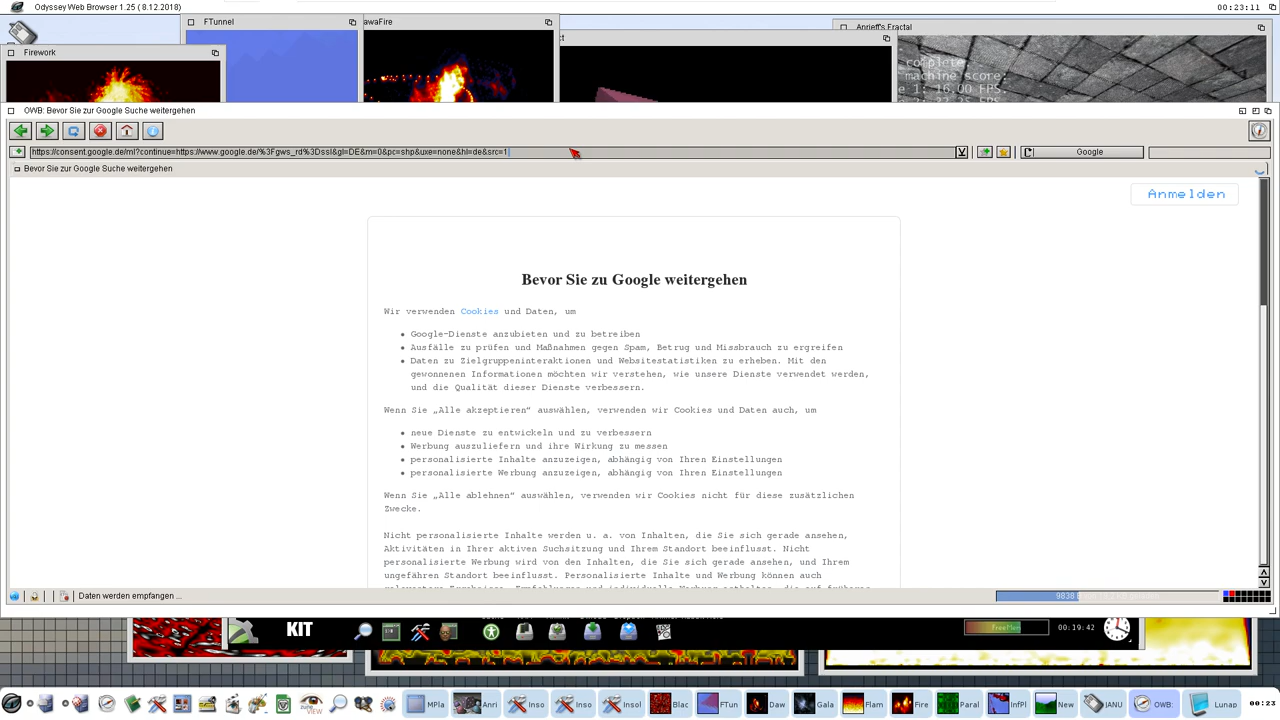 Odyssey Web Browser 1.25 ( 8.12.2018)
00:23:11
FTunnel
awaFire
Anrieff's Fractal
Firework
ct
complete.
machine score:
e 1: 16.00 FPS.
OWB: Bevor Sie zur Google Suche weitergehen
https://consent.google.de/ml?continue=https://www.google.de/%3Fgws_rd%3Dssl&gl=DE&m=0&pc=shp&uxe=none&hl=de&src=1
Google
Bevor Sie zur Google Suche weitergehen
Anmelden
Bevor Sie zu Google weitergehen
Wir verwenden Cookies und Daten, um
• Google-Dienste anzubieten und zu betreiben
• Ausfälle zu prüfen und Maßnahmen gegen Spam, Betrug und Missbrauch zu ergreifen
• Daten zu Zielgruppeninteraktionen und Websitestatistiken zu erheben. Mit den
gewonnenen Informationen möchten wir verstehen, wie unsere Dienste verwendet werden,
und die Qualität dieser Dienste verbessern.
Wenn Sie „Alle akzeptieren“ auswählen, verwenden wir Cookies und Daten auch, um
• neue Dienste zu entwickeln und zu verbessern
• Werbung auszuliefern und ihre Wirkung zu messen
• personalisierte Inhalte anzuzeigen, abhängig von Ihren Einstellungen
• personalisierte Werbung anzuzeigen, abhängig von Ihren Einstellungen
Wenn Sie „Alle ablehnen“ auswählen, verwenden wir Cookies nicht für diese zusätzlichen
Zwecke.
Nicht personalisierte Inhalte werden u. a. von Inhalten, die Sie sich gerade ansehen,
Aktivitäten in Ihrer aktiven Suchsitzung und Ihrem Standort beeinflusst. Nicht
personalisierte Werbung wird von den Inhalten, die Sie sich gerade ansehen, und Ihrem
ungefähren Standort beeinflusst. Personalisierte Inhalte und Werbung können auch
Daten werden empfangen ...
9838
KIT
FreeMem
00:19:42
MPla
Anri
Inso
Inso
Insol
Blac
FTun
Daw
Gala
Flam
Fire
Paral
InfPl
New
IANU
OWB:
Lunap
00:23